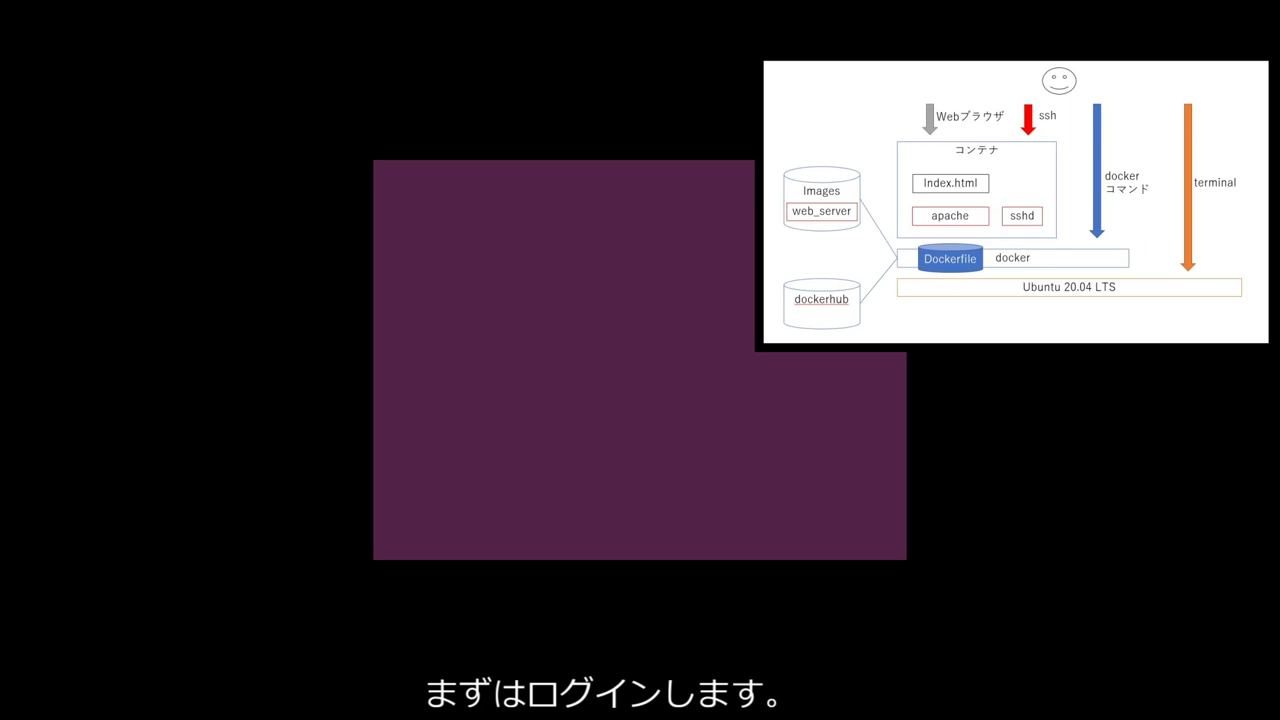 Webブラウザ
ssh
コンテナ
Index.html
apache
sshd
Images
web_server
dockerhub
Dockerfile
docker
docker
コマンド
terminal
Ubuntu 20.04 LTS
まずはログインします。